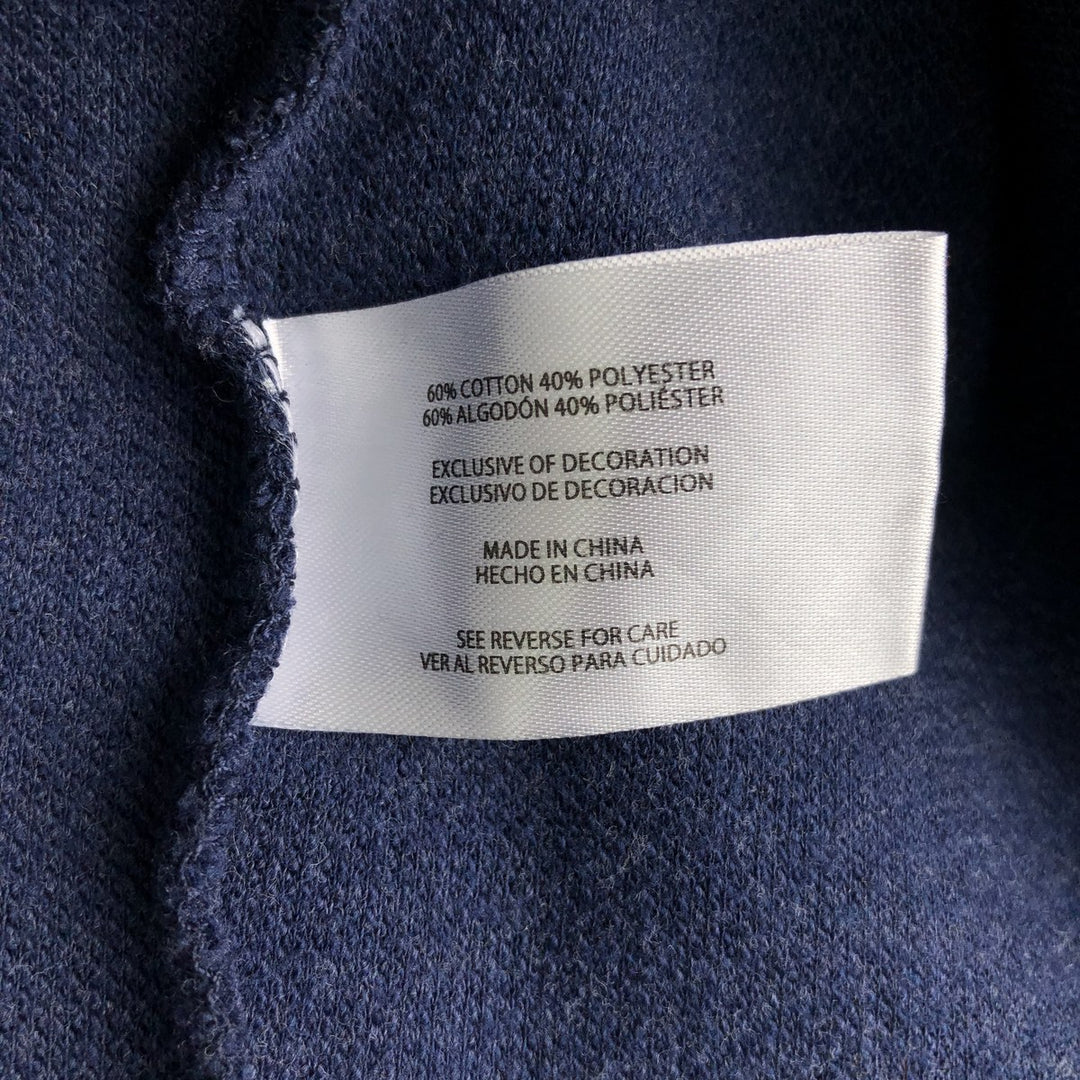 60% COTTON 40% POLYESTER
60% ALGODÓN 40% POLIÉSTER
EXCLUSIVE OF DECORATION
EXCLUSIVO DE DECORACION
MADE IN CHINA
HECHO EN CHINA
SEE REVERSE FOR CARE
VER AL REVERSO PARA CUIDADO